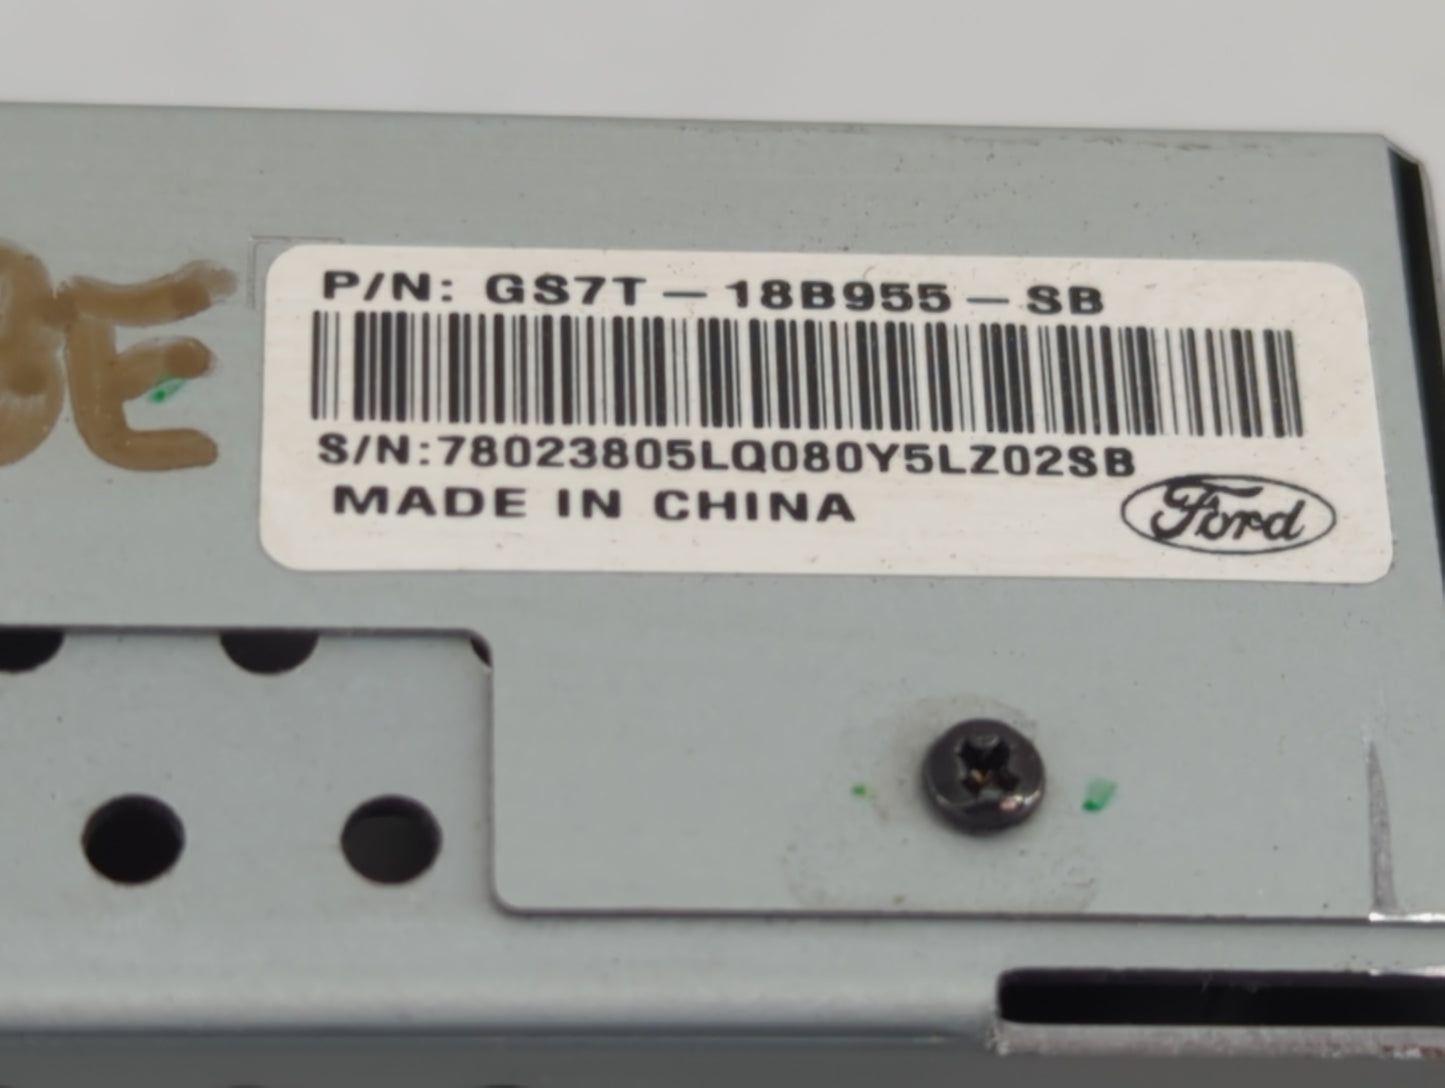 P/N: GS7T-18B955-SB
S/N:78023805LQ080Y5LZ02SB
MADE IN CHINA
Ford